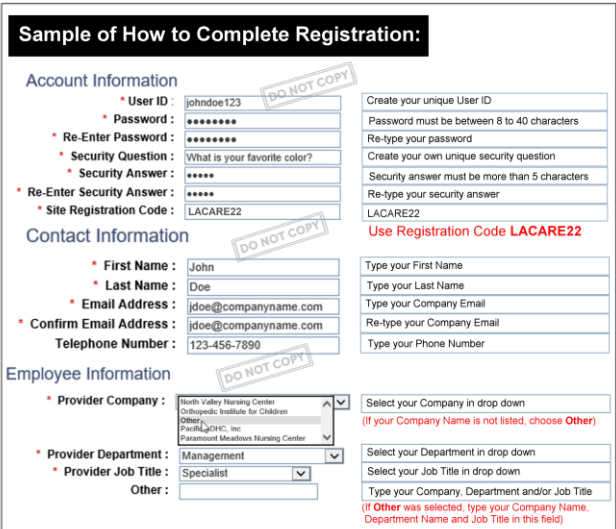 Sample of How to Complete Registration:
Account Information
DO NOT COPY
* User ID : johndoe123 Create your unique User ID
* Password : ●●●●●●●● Password must be between 8 to 40 characters
* Re-Enter Password : ●●●●●●●● Re-type your password
* Security Question : What is your favorite color? Create your own unique security question
* Security Answer : ●●●●● Security answer must be more than 5 characters
* Re-Enter Security Answer : ●●●●● Re-type your security answer
* Site Registration Code : LACARE22 LACARE22
Use Registration Code LACARE22
Contact Information
DO NOT COPY
* First Name : John Type your First Name
* Last Name : Doe Type your Last Name
* Email Address : jdoe@companyname.com Type your Company Email
* Confirm Email Address : jdoe@companyname.com Re-type your Company Email
Telephone Number : 123-456-7890 Type your Phone Number
Employee Information
DO NOT COPY
* Provider Company : North Valley Nursing Center Select your Company in drop down
Orthopedic Institute for Children
Other
(If your Company Name is not listed, choose Other)
Pacific ADHC, Inc
Paramount Meadows Nursing Center
* Provider Department : Management Select your Department in drop down
* Provider Job Title : Specialist Select your Job Title in drop down
Other : Type your Company, Department and/or Job Title
(If Other was selected, type your Company Name,
Department Name and Job Title in this field)